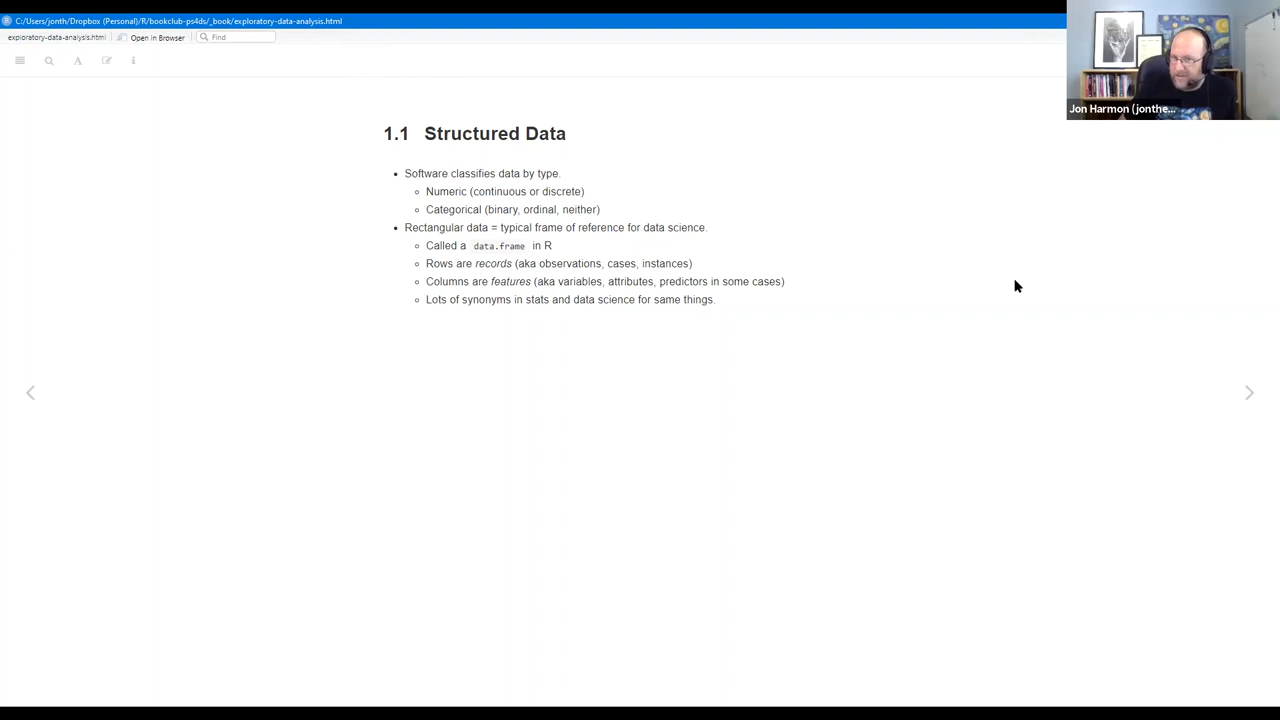 C:/Users/jonth/Dropbox (Personal)/R/bookclub-ps4ds/_book/exploratory-data-analysis.html
exploratory-data-analysis.html
Open in Browser
Find
Jon Harmon (jonthe...
1.1 Structured Data
• Software classifies data by type.
◦ Numeric (continuous or discrete)
◦ Categorical (binary, ordinal, neither)
• Rectangular data = typical frame of reference for data science.
◦ Called a data.frame in R
◦ Rows are records (aka observations, cases, instances)
◦ Columns are features (aka variables, attributes, predictors in some cases)
◦ Lots of synonyms in stats and data science for same things.